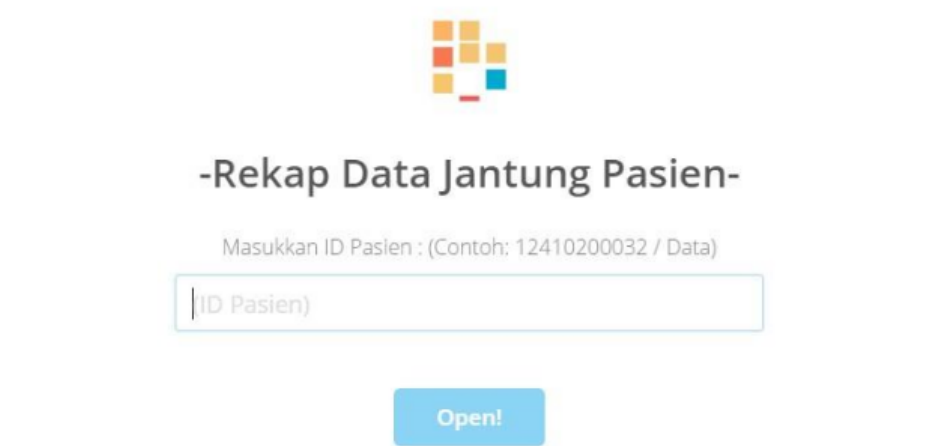 -Rekap Data Jantung Pasien-
Masukkan ID Pasien : (Contoh: 12410200032 / Data)
(ID Pasien)
Open!